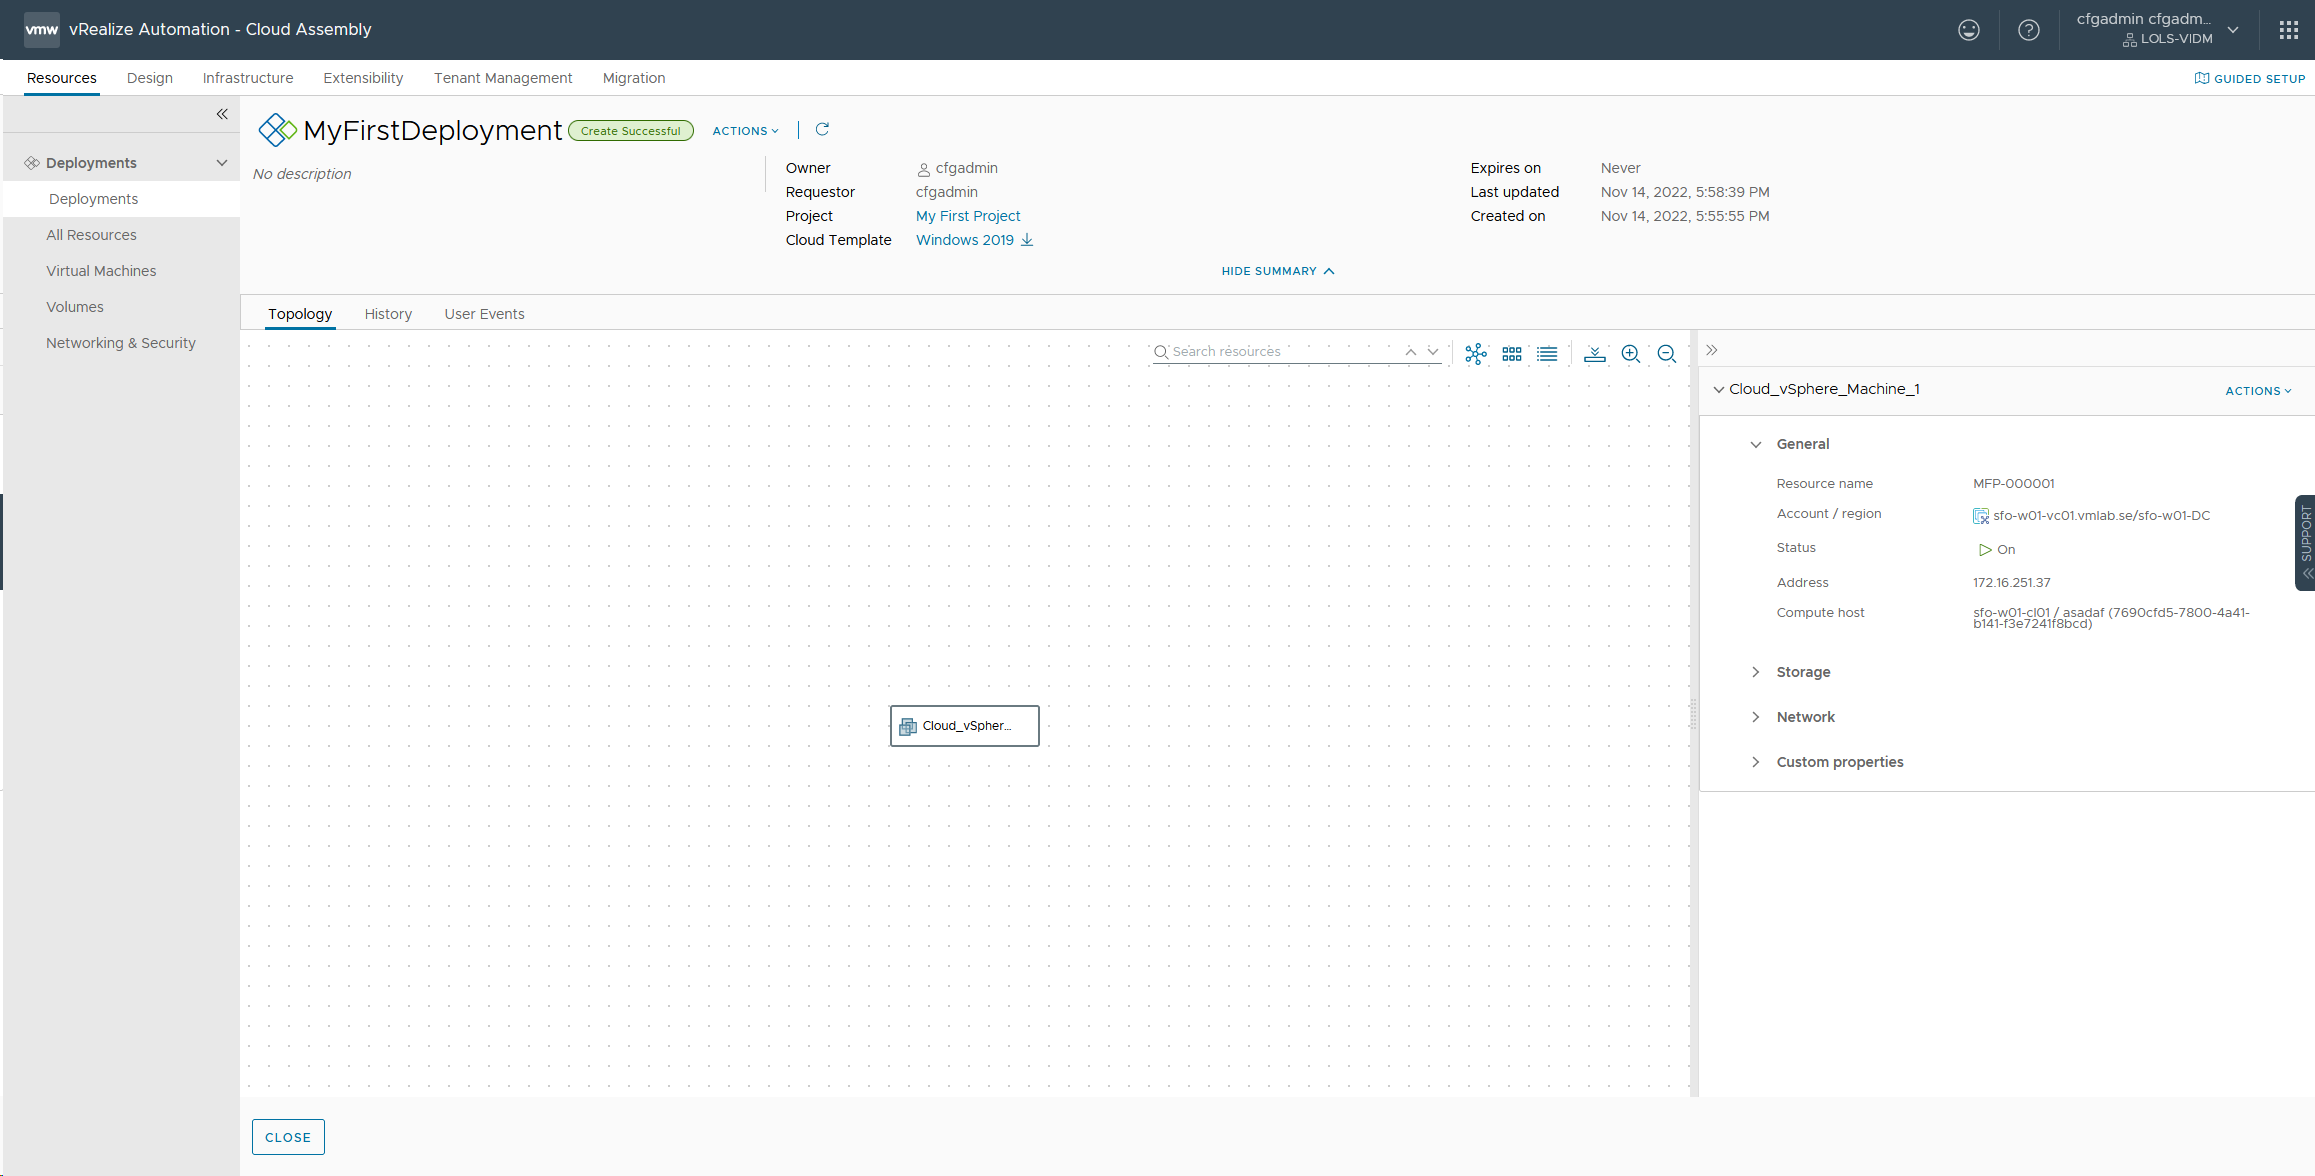 vmw vRealize Automation - Cloud Assembly
cfgadmin cfgadm...
LOLS-VIDM
Resources Design Infrastructure Extensibility Tenant Management Migration
GUIDED SETUP
Deployments
Deployments
All Resources
Virtual Machines
Volumes
Networking & Security
MyFirstDeployment Create Successful ACTIONS
No description
Owner cfgadmin
Requestor cfgadmin
Project My First Project
Cloud Template Windows 2019
Expires on Never
Last updated Nov 14, 2022, 5:58:39 PM
Created on Nov 14, 2022, 5:55:55 PM
HIDE SUMMARY
Topology History User Events
Search resources
Cloud_vSpher...
Cloud_vSphere_Machine_1 ACTIONS
General
Resource name MFP-000001
Account / region sfo-w01-vc01.vmlab.se/sfo-w01-DC
Status On
Address 172.16.251.37
Compute host sfo-w01-cl01 / asadaf (7690cfd5-7800-4a41-
b141-f3e7241f8bcd)
Storage
Network
Custom properties
SUPPORT
CLOSE